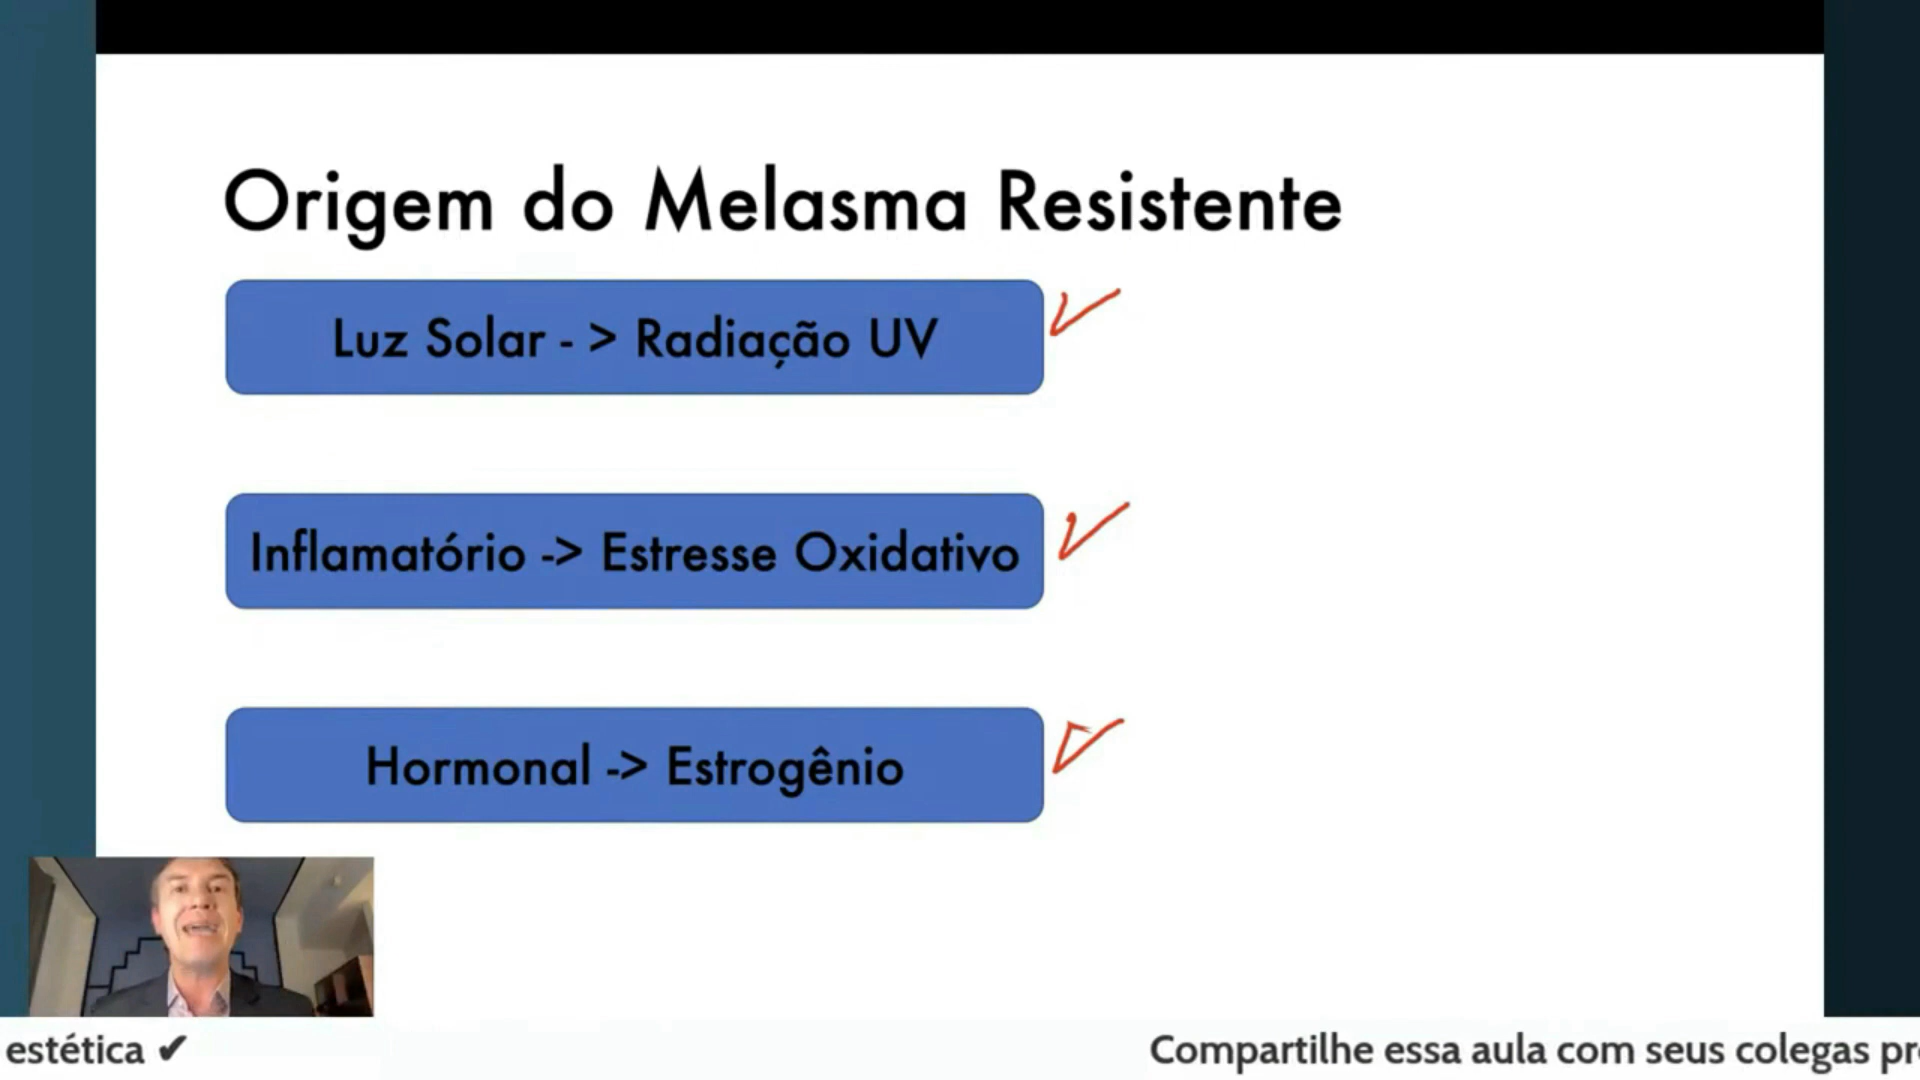 Origem do Melasma Resistente
Luz Solar - > Radiação UV
Inflamatório -> Estresse Oxidativo
Hormonal -> Estrogênio
estética ✔
Compartilhe essa aula com seus colegas